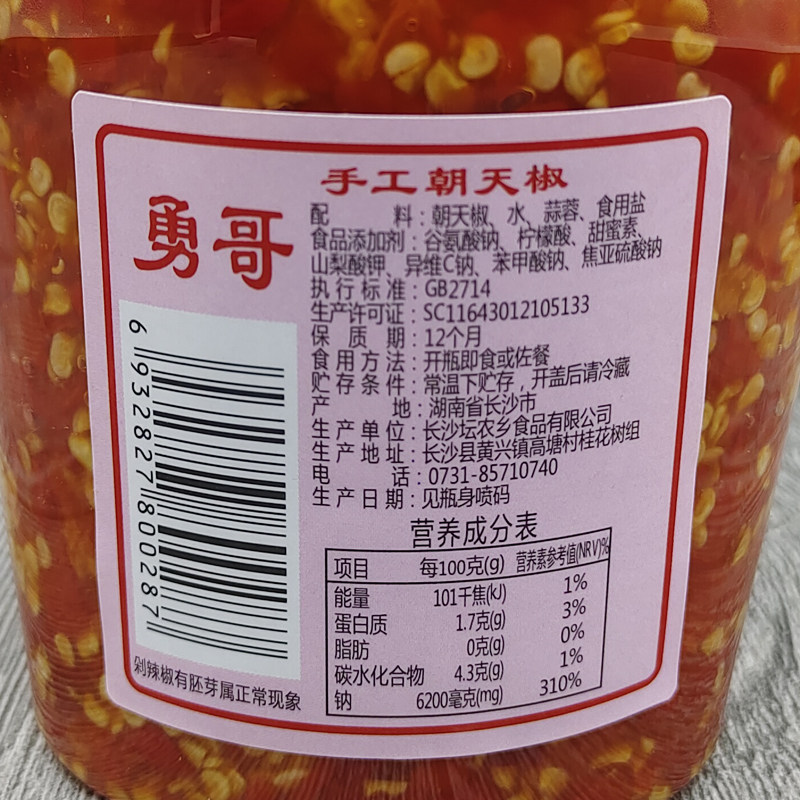 手工朝天椒
勇哥
配料：朝天椒、水、蒜蓉、食用盐
食品添加剂：谷氨酸钠、柠檬酸、甜蜜素、
山梨酸钾、异维C钠、苯甲酸钠、焦亚硫酸钠
执行标准：GB2714
生产许可证：SC11643012105133
保质期：12个月
食用方法：开瓶即食或佐餐
贮存条件：常温下贮存，开盖后请冷藏
产地：湖南省长沙市
生产单位：长沙坛农乡食品有限公司
生产地址：长沙县黄兴镇高塘村桂花树组
电话：0731-85710740
生产日期：见瓶身喷码
6932827800287
剁辣椒有胚芽属正常现象
营养成分表
项目 每100克(g) 营养素参考值(NRV)%
能量 101千焦(kJ) 1%
蛋白质 1.7克(g) 3%
脂肪 0克(g) 0%
碳水化合物 4.3克(g) 1%
钠 6200毫克(mg) 310%